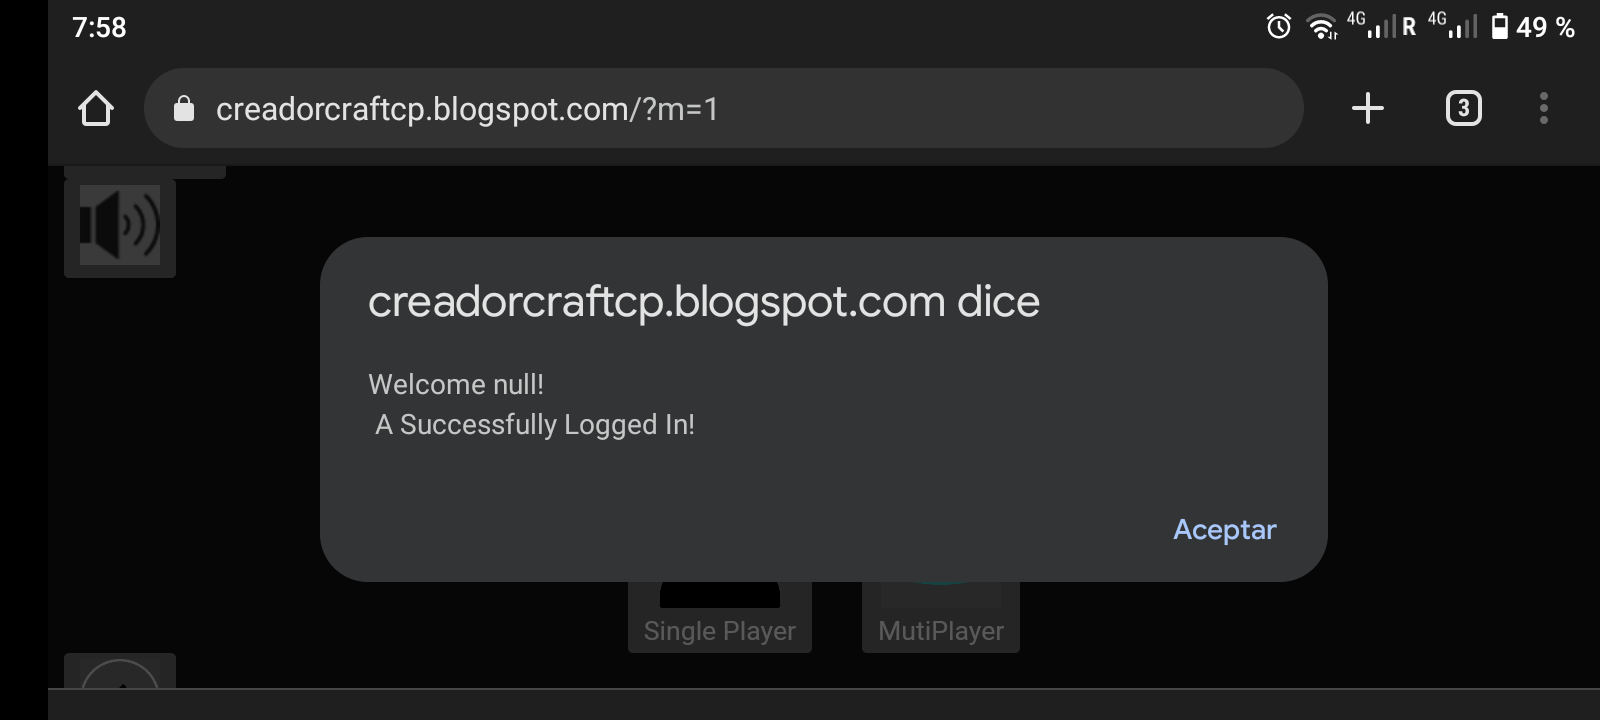 7:58
4G R 4G 49 %
creadorcraftcp.blogspot.com/?m=1
3
creadorcraftcp.blogspot.com dice
Welcome null!
A Successfully Logged In!
Aceptar
Single Player
MutiPlayer